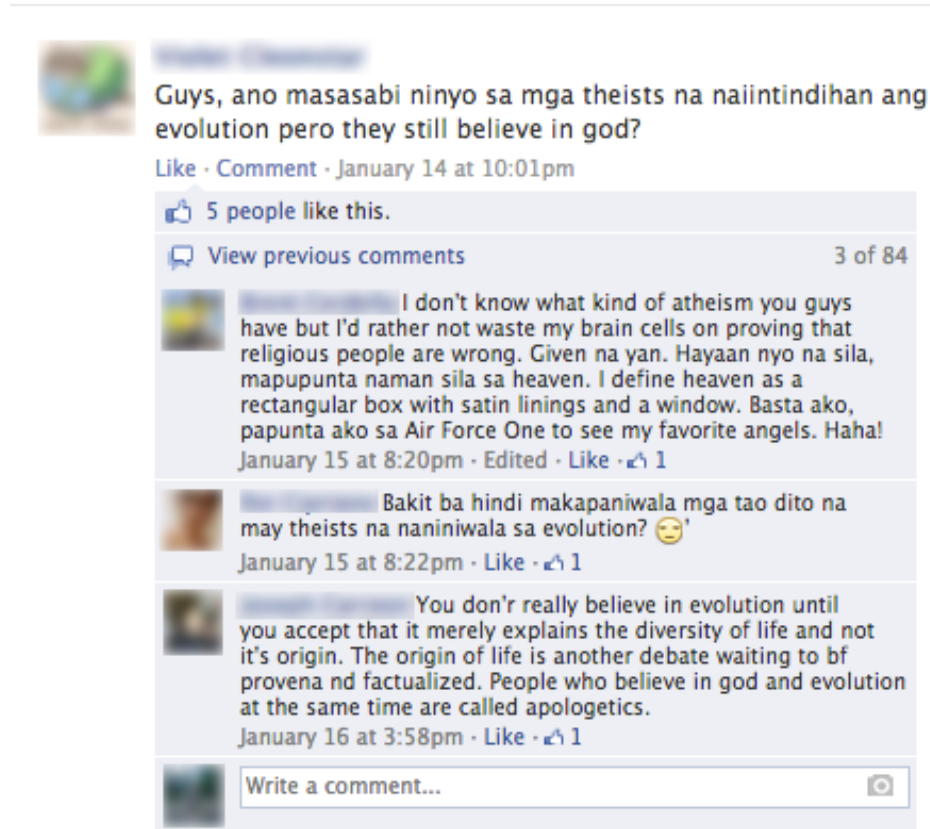 Guys, ano masasabi ninyo sa mga theists na naiintindihan ang
evolution pero they still believe in god?
Like · Comment · January 14 at 10:01pm
5 people like this.
View previous comments 3 of 84
I don't know what kind of atheism you guys
have but I'd rather not waste my brain cells on proving that
religious people are wrong. Given na yan. Hayaan nyo na sila,
mapupunta naman sila sa heaven. I define heaven as a
rectangular box with satin linings and a window. Basta ako,
papunta ako sa Air Force One to see my favorite angels. Haha!
January 15 at 8:20pm · Edited · Like · 1
Bakit ba hindi makapaniwala mga tao dito na
may theists na naniniwala sa evolution? '
January 15 at 8:22pm · Like · 1
You don'r really believe in evolution until
you accept that it merely explains the diversity of life and not
it's origin. The origin of life is another debate waiting to bf
provena nd factualized. People who believe in god and evolution
at the same time are called apologetics.
January 16 at 3:58pm · Like · 1
Write a comment...